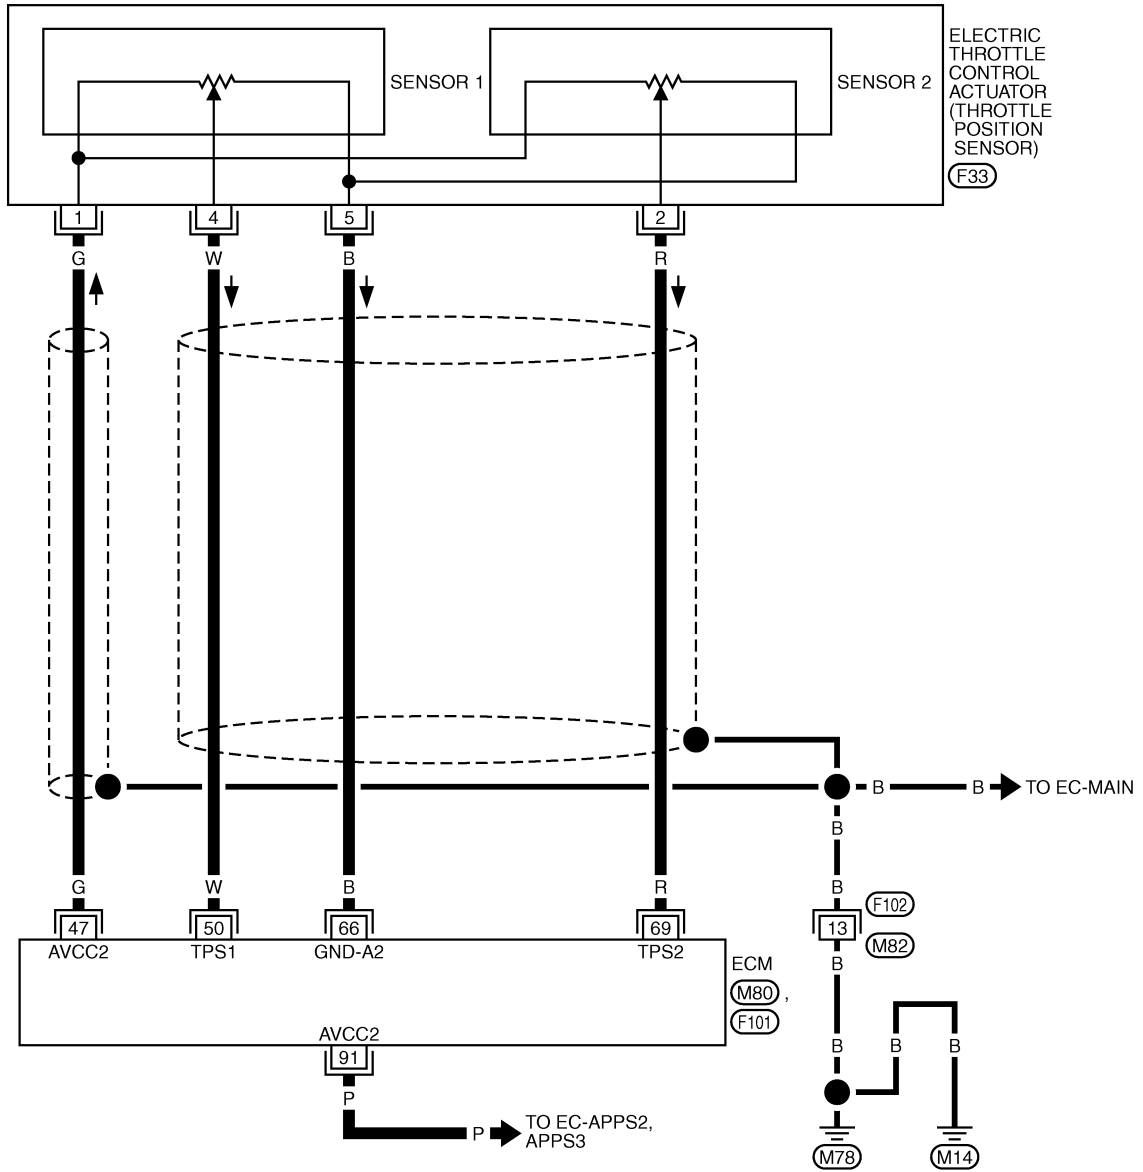 ELECTRIC
THROTTLE
CONTROL
ACTUATOR
(THROTTLE
POSITION
SENSOR)
F33
SENSOR 1
SENSOR 2
1 4 5 2
G W B R
B B TO EC-MAIN
B
G W B R B
F102
47 50 66 69 13
M82
AVCC2 TPS1 GND-A2 TPS2
ECM B
M80 ,
F101
AVCC2
B B B
91
P
P TO EC-APPS2,
APPS3
M78 M14